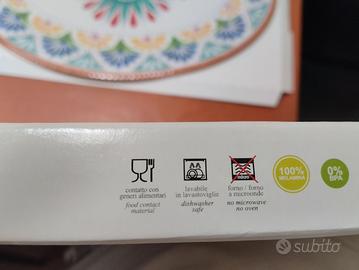 contatto con
generi alimentari
food contact
material
lavabile
in lavastoviglie
dishwasher
safe
forno / forno
a microonde
no microwave
no oven
100%
MELAMINA
0%
BPA
subito